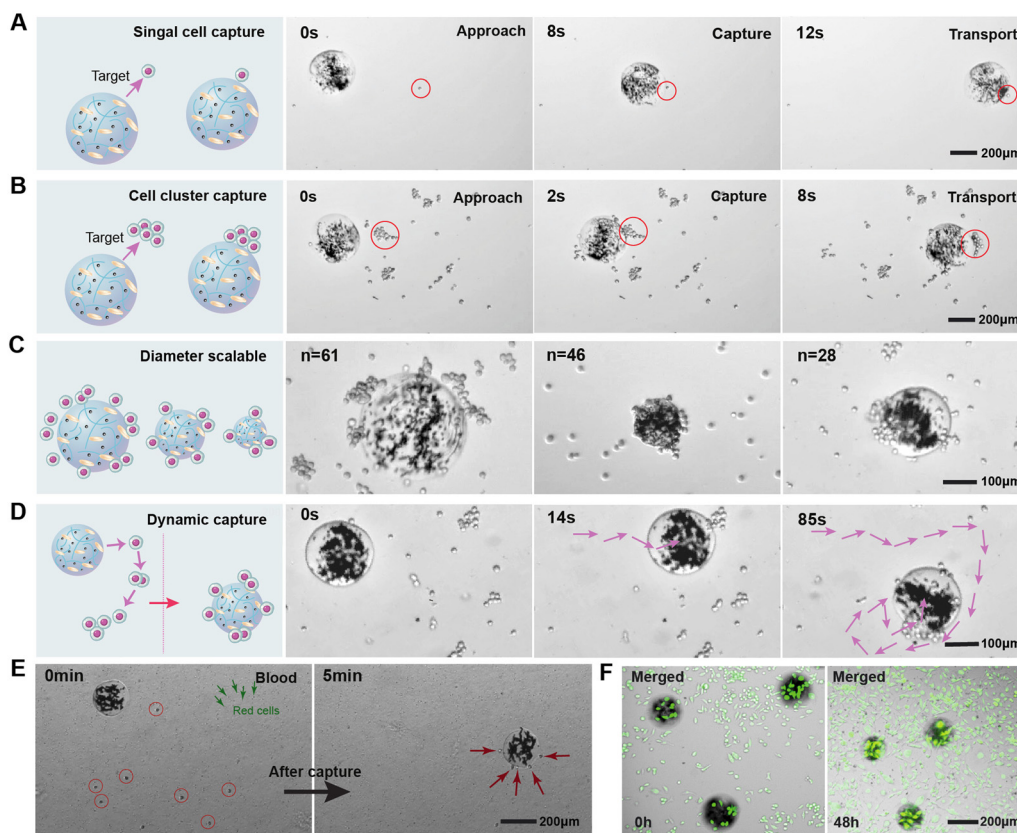 A
Singal cell capture
Target
0s
Approach
8s
Capture
12s
Transport
200μm
B
Cell cluster capture
Target
0s
Approach
2s
Capture
8s
Transport
200μm
C
Diameter scalable
n=61
n=46
n=28
100μm
D
Dynamic capture
0s
14s
85s
100μm
E
0min
Blood
Red cells
After capture
5min
200μm
F
Merged
0h
Merged
48h
200μm